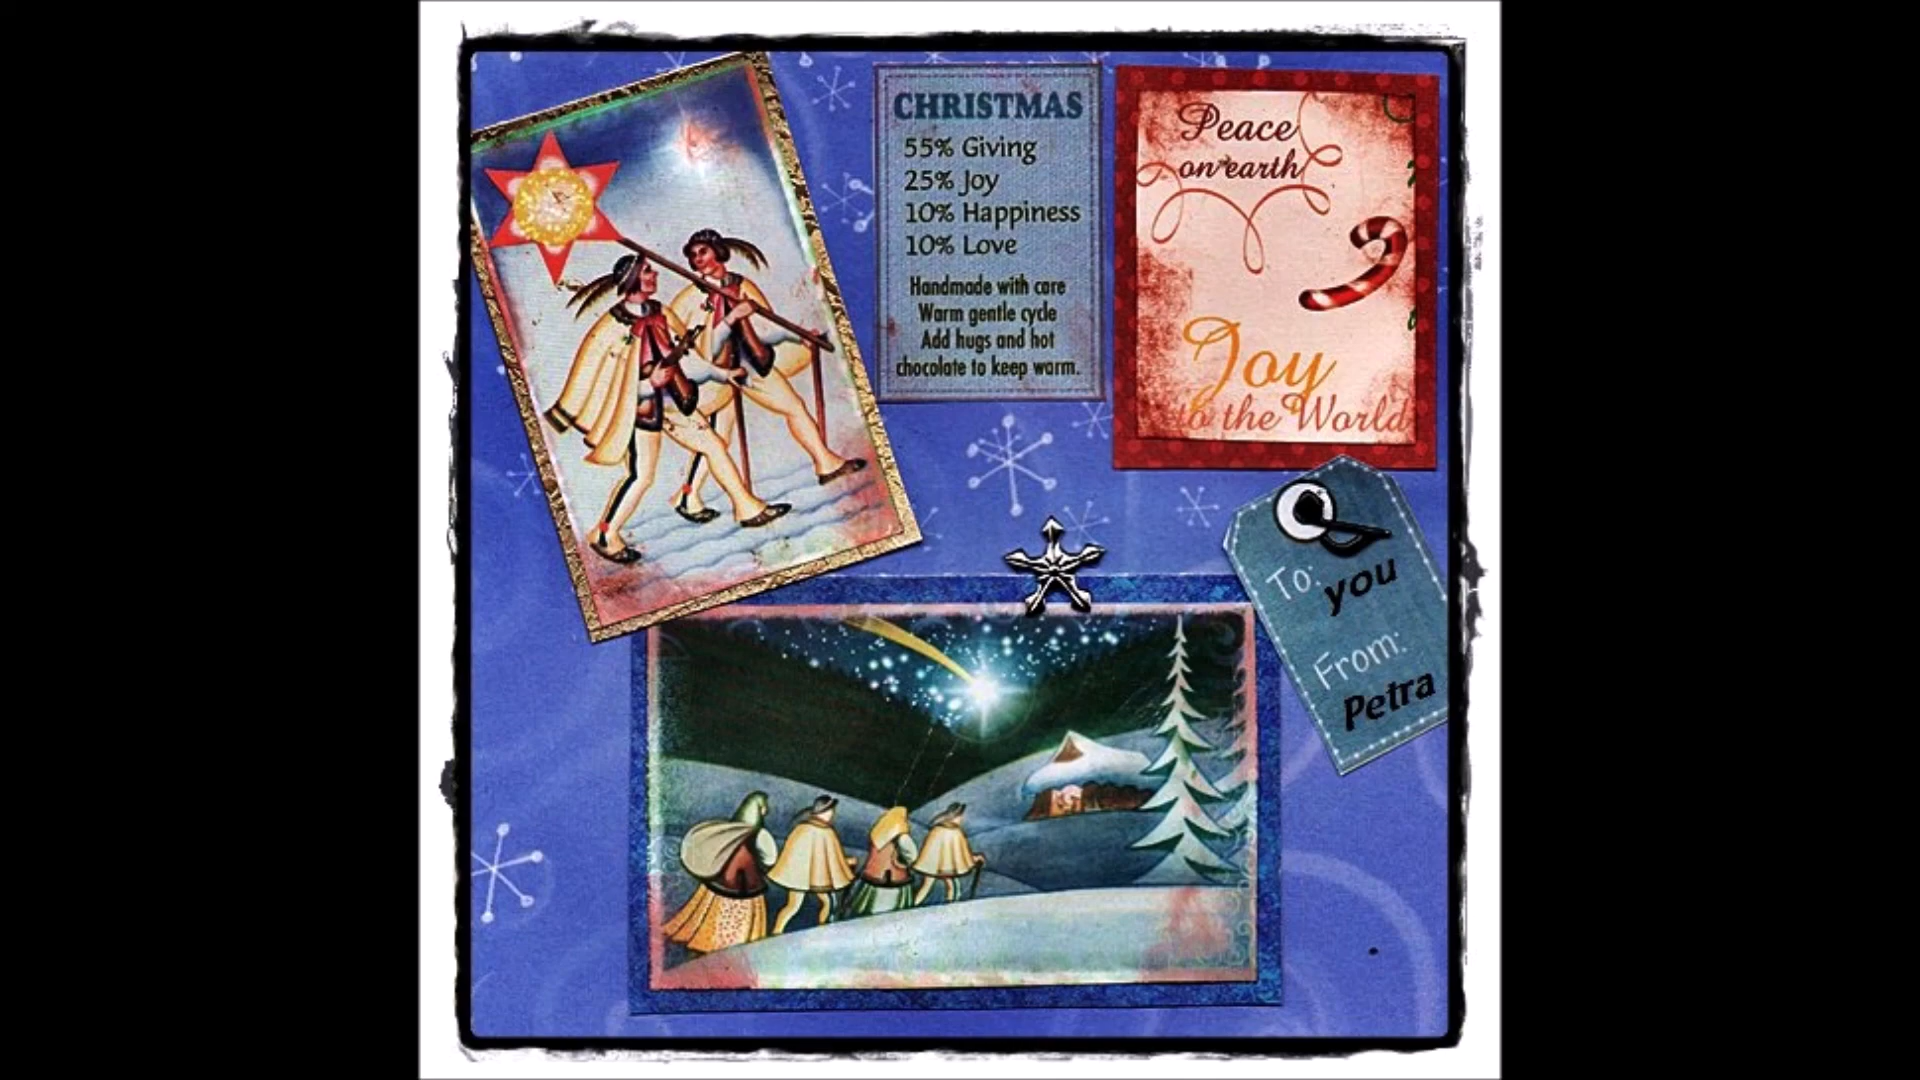 CHRISTMAS
55% Giving
25% Joy
10% Happiness
10% Love
Handmade with care
Warm gentle cycle
Add hugs and hot
chocolate to keep warm.
Peace
on earth
Joy
to the World
To: you
From:
Petra